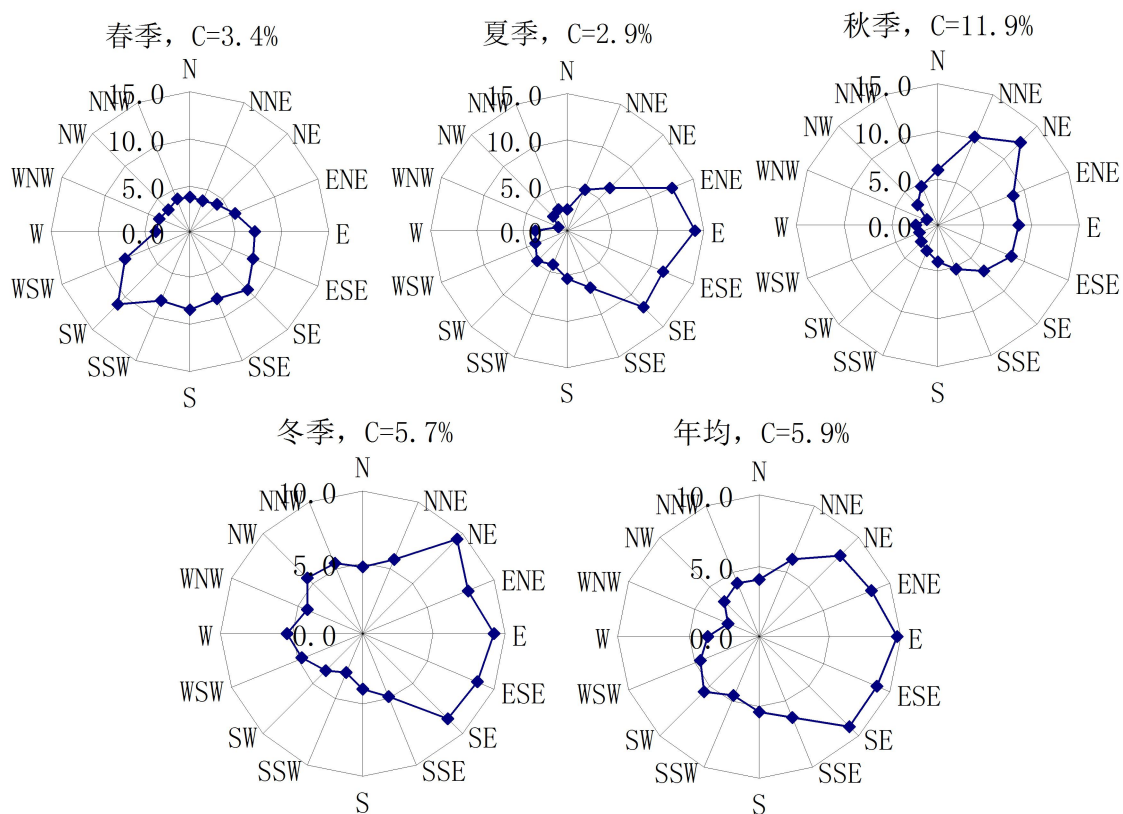 春季，C=3.4%
N
NNE
NE
ENE
E
ESE
SE
SSE
S
SSW
SW
WSW
W
WNW
NW
NNW
15.0
10.0
5.0
0.0
夏季，C=2.9%
N
NNE
NE
ENE
E
ESE
SE
SSE
S
SSW
SW
WSW
W
WNW
NW
NNW
15.0
10.0
5.0
0.0
秋季，C=11.9%
N
NNE
NE
ENE
E
ESE
SE
SSE
S
SSW
SW
WSW
W
WNW
NW
NNW
15.0
10.0
5.0
0.0
冬季，C=5.7%
N
NNE
NE
ENE
E
ESE
SE
SSE
S
SSW
SW
WSW
W
WNW
NW
NNW
10.0
5.0
0.0
年均，C=5.9%
N
NNE
NE
ENE
E
ESE
SE
SSE
S
SSW
SW
WSW
W
WNW
NW
NNW
10.0
5.0
0.0